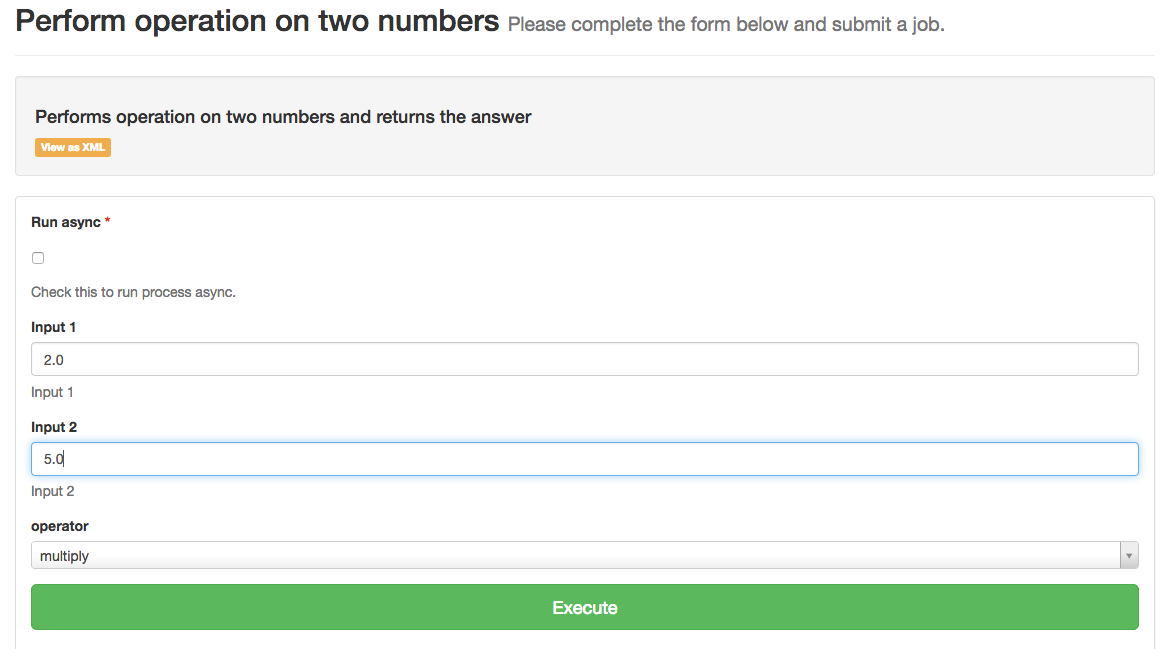 Perform operation on two numbers Please complete the form below and submit a job.
Performs operation on two numbers and returns the answer
View as XML
Run async *
Check this to run process async.
Input 1
2.0
Input 1
Input 2
5.0
Input 2
operator
multiply
Execute